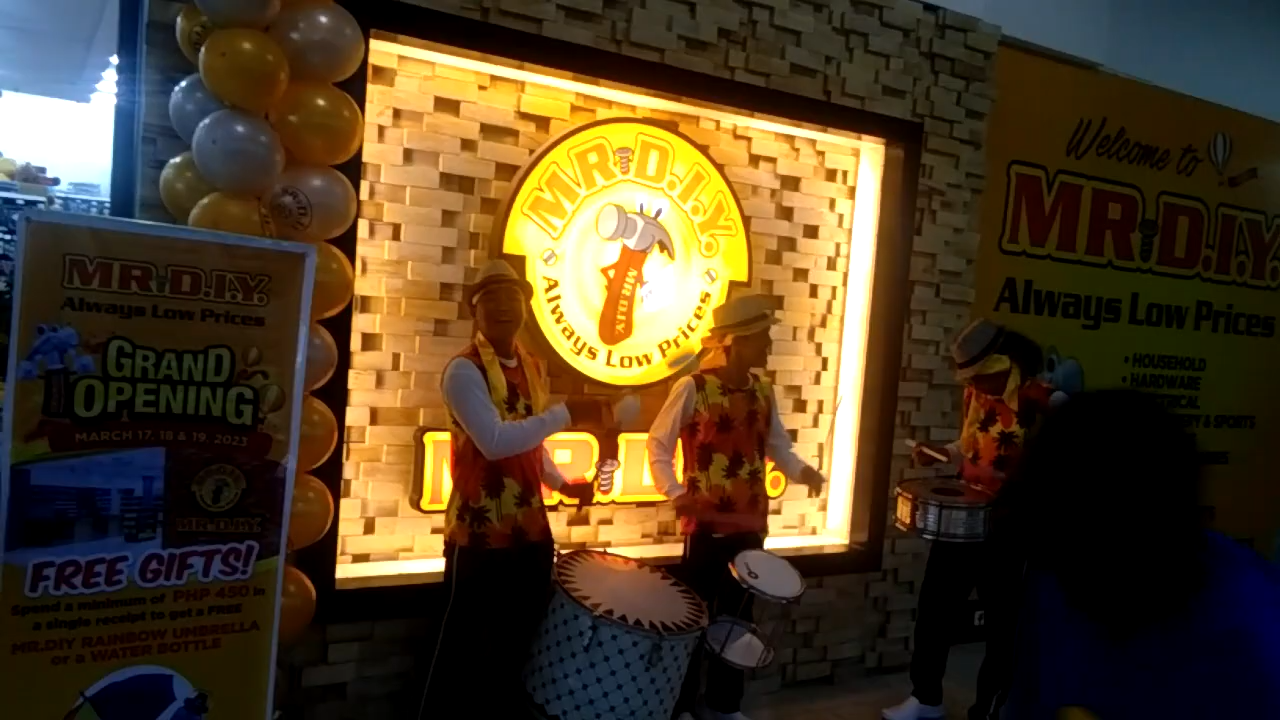 MR.D.I.Y.
Always Low Prices
GRAND
OPENING
MARCH 17, 18 & 19, 2023
MR.D.I.Y.
FREE GIFTS!
Spend a minimum of PHP 450 in
a single receipt to get a FREE
MR.DIY RAINBOW UMBRELLA
or a WATER BOTTLE
MR.D.I.Y.
MR.D.I.Y.
Always Low Prices
Welcome to
MR.D.I.Y.
Always Low Prices
• HOUSEHOLD
• HARDWARE
& SPORTS